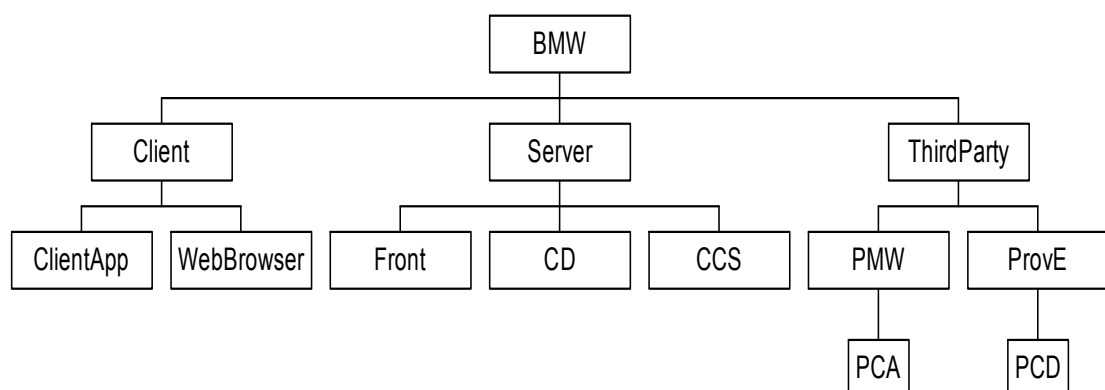 BMW
Client
Server
ThirdParty
ClientApp
WebBrowser
Front
CD
CCS
PMW
ProvE
PCA
PCD